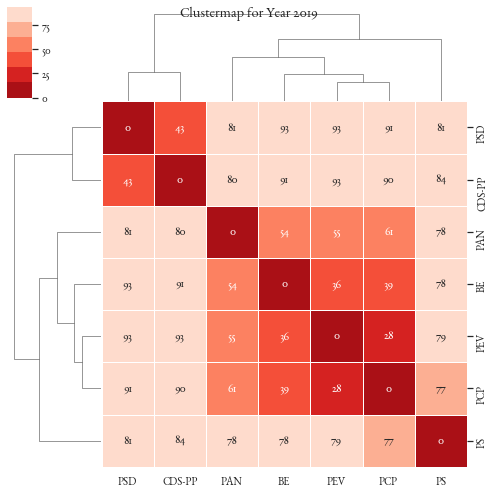 Clustermap for Year 2019
75
50
25
0
0 43 81 93 93 91 81 PSD
43 0 80 91 93 90 84 CDS-PP
81 80 0 54 55 61 78 PAN
93 91 54 0 36 39 78 BE
93 93 55 36 0 28 79 PEV
91 90 61 39 28 0 77 PCP
81 84 78 78 79 77 0 PS
PSD CDS-PP PAN BE PEV PCP PS